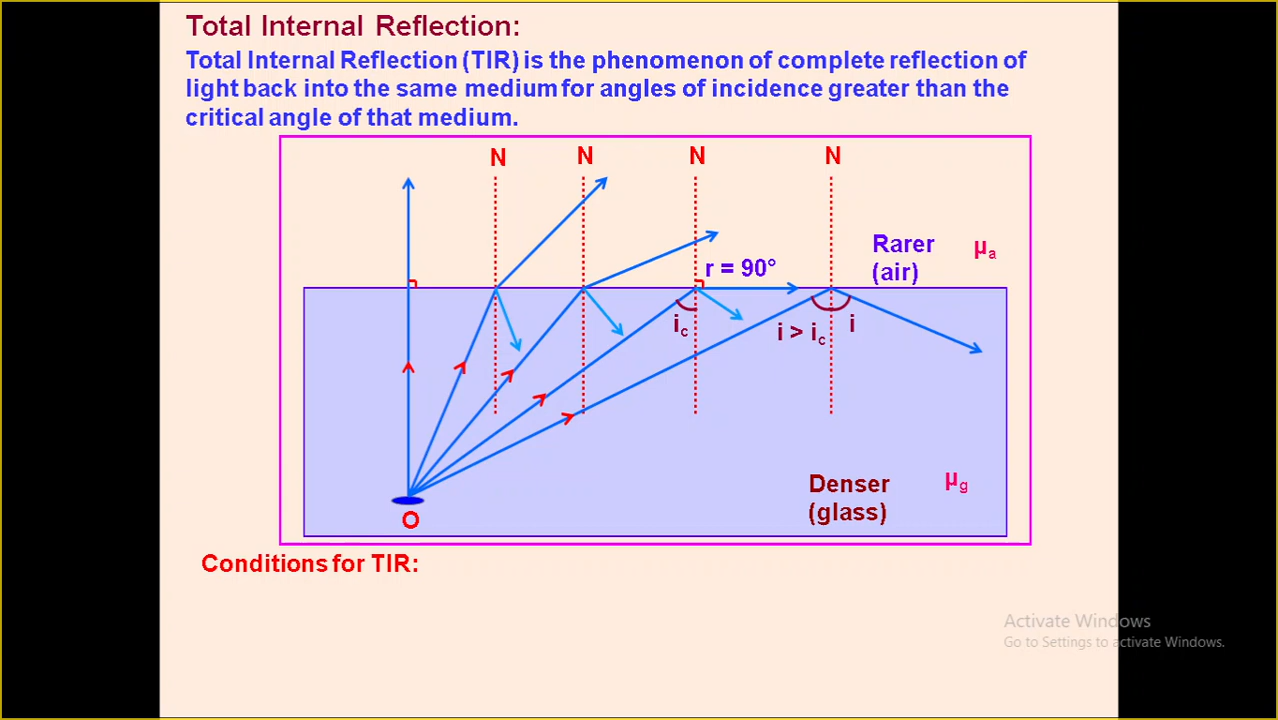 Total Internal Reflection:
Total Internal Reflection (TIR) is the phenomenon of complete reflection of
light back into the same medium for angles of incidence greater than the
critical angle of that medium.
N N N N
Rarer
(air)
μa
r = 90°
ic
i > ic
i
Denser
(glass)
μg
O
Conditions for TIR:
Activate Windows
Go to Settings to activate Windows.